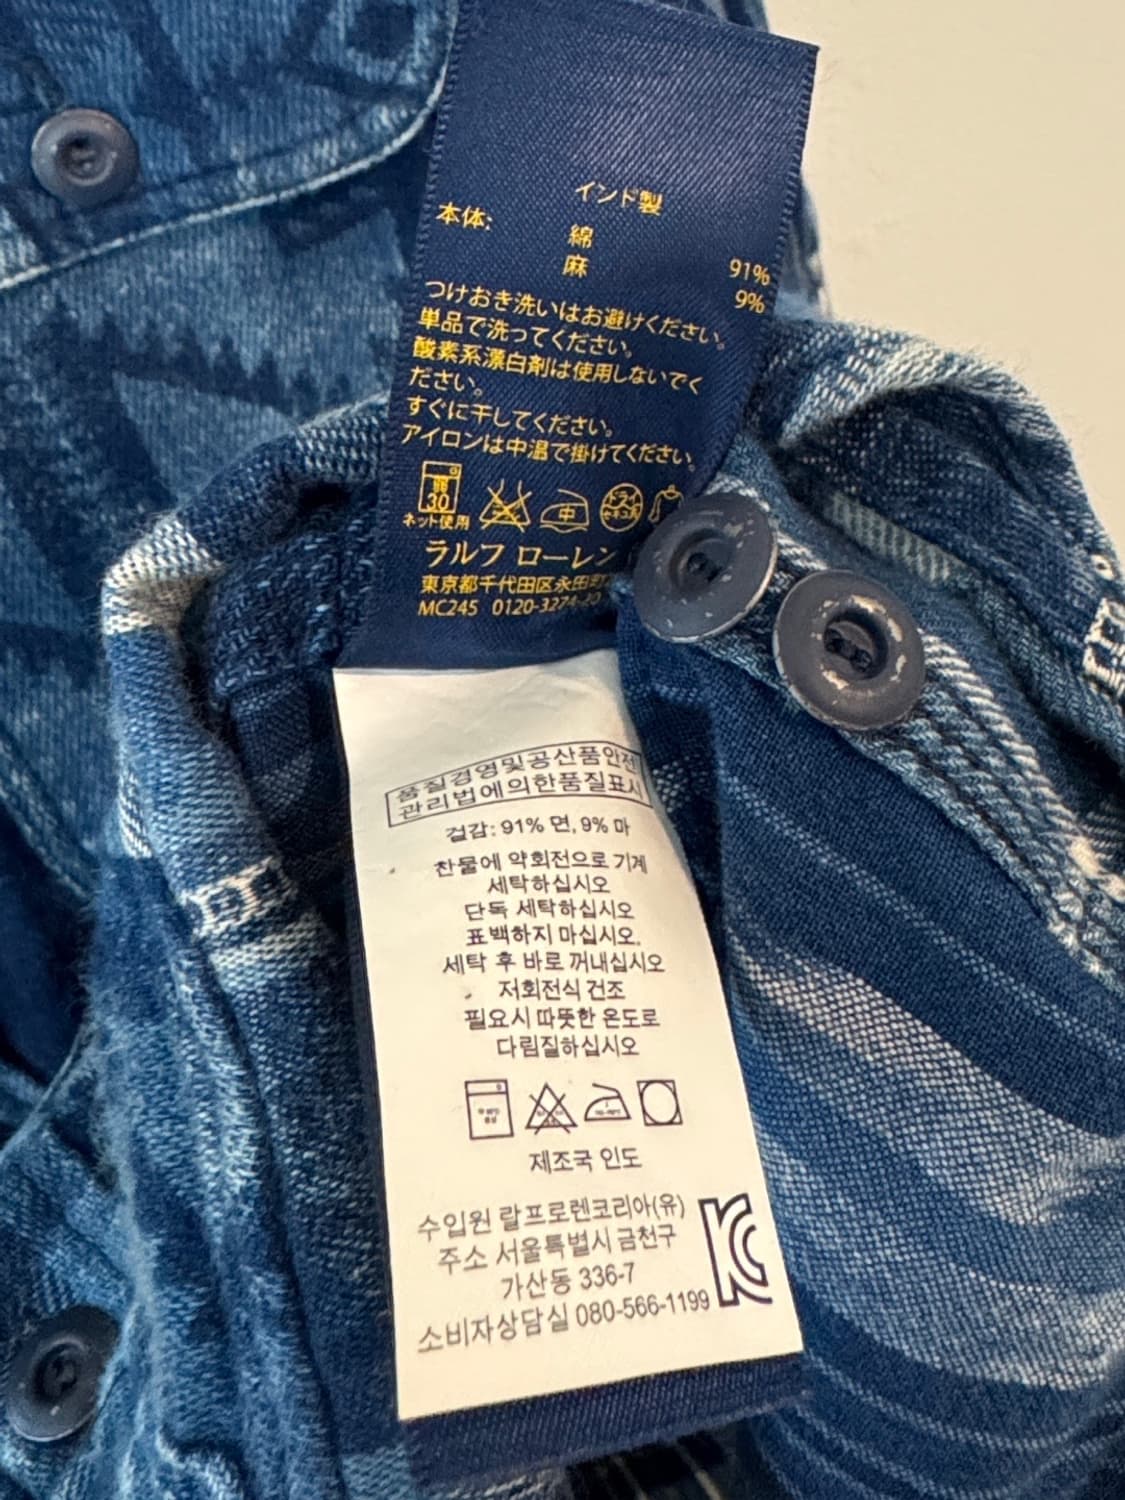 インド製
本体:
綿 91%
麻 9%
つけおき洗いはお避けください。
単品で洗ってください。
酸素系漂白剤は使用しないでく
ださい。
すぐに干してください。
アイロンは中温で掛けてください。
30
中
ドライ
ネット使用
ラルフ ローレン
東京都千代田区永田町
MC245 0120-3274-20
품질경영및공산품안전
관리법에의한품질표시
겉감: 91% 면, 9% 마
찬물에 약회전으로 기계
세탁하십시오
단독 세탁하십시오
표백하지 마십시오.
세탁 후 바로 꺼내십시오
저회전식 건조
필요시 따뜻한 온도로
다림질하십시오
제조국 인도
수입원 랄프로렌코리아(유)
주소 서울특별시 금천구
가산동 336-7
소비자상담실 080-566-1199